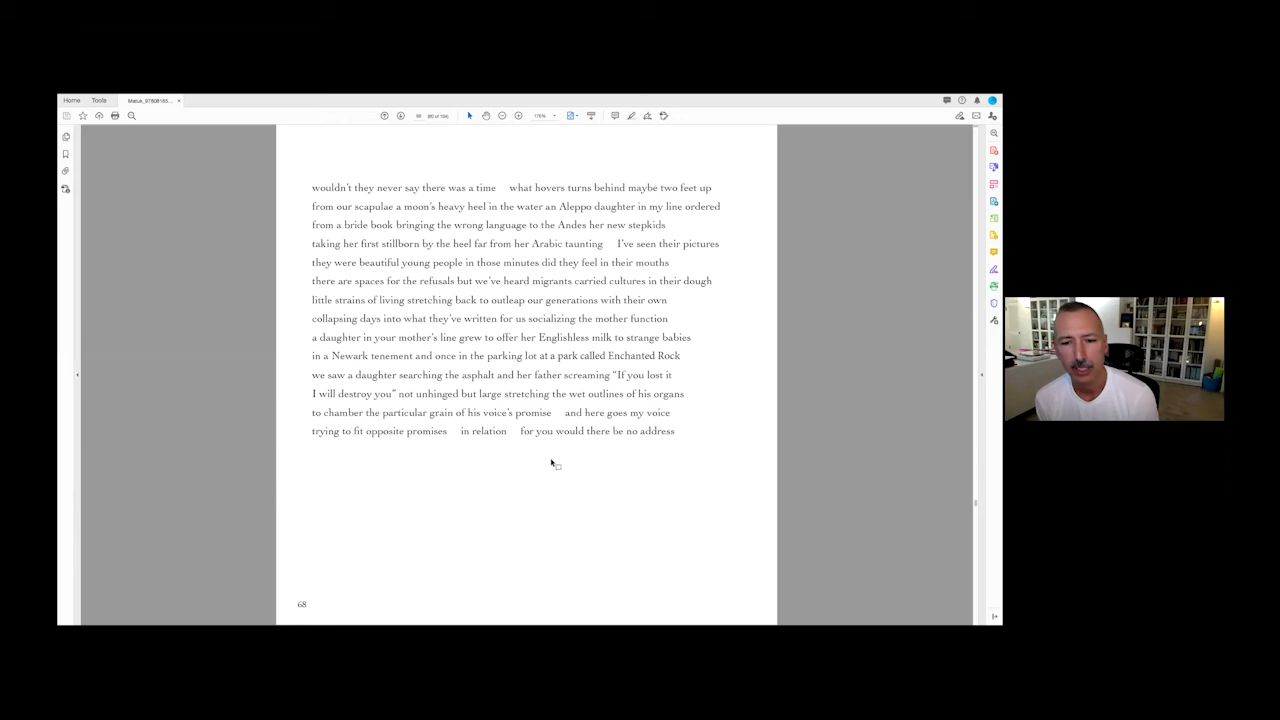 Home Tools Matuk_97808165... ×
68 (80 of 104) 176%
wouldn't they never say there was a time what hovers turns behind maybe two feet up
from our scapulae a moon's heavy heel in the water an Aleppo daughter in my line ordered
from a bride book bringing the wrong language to the Andes her new stepkids
taking her first stillborn by the heel far from her Arabic taunting I've seen their pictures
they were beautiful young people in those minutes did they feel in their mouths
there are spaces for the refusals but we've heard migrants carried cultures in their dough
little strains of living stretching back to outleap our generations with their own
collapsing days into what they've written for us socializing the mother function
a daughter in your mother's line grew to offer her Englishless milk to strange babies
in a Newark tenement and once in the parking lot at a park called Enchanted Rock
we saw a daughter searching the asphalt and her father screaming “If you lost it
I will destroy you” not unhinged but large stretching the wet outlines of his organs
to chamber the particular grain of his voice's promise and here goes my voice
trying to fit opposite promises in relation for you would there be no address
68